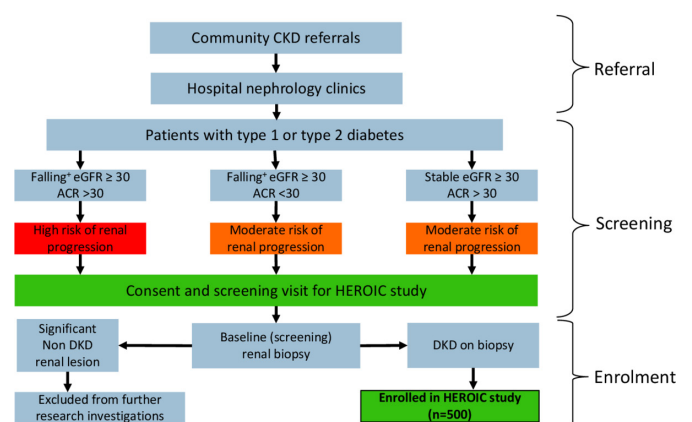 Community CKD referrals
Hospital nephrology clinics
Referral
Patients with type 1 or type 2 diabetes
Falling⁺ eGFR ≥ 30
ACR >30
Falling⁺ eGFR ≥ 30
ACR <30
Stable eGFR ≥ 30
ACR > 30
High risk of renal
progression
Moderate risk of
renal progression
Moderate risk
of renal progression
Screening
Consent and screening visit for HEROIC study
Significant
Non DKD
renal lesion
Baseline (screening)
renal biopsy
DKD on biopsy
Enrolment
Excluded from further
research investigations
Enrolled in HEROIC study
(n=500)